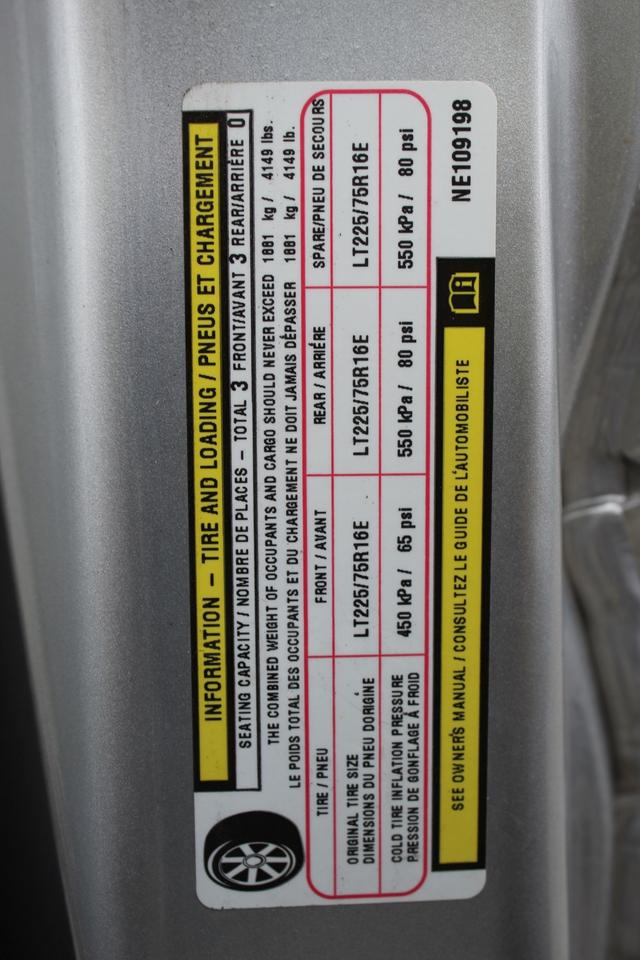 INFORMATION – TIRE AND LOADING / PNEUS ET CHARGEMENT
SEATING CAPACITY / NOMBRE DE PLACES – TOTAL 3 FRONT/AVANT 3 REAR/ARRIÈRE 0
THE COMBINED WEIGHT OF OCCUPANTS AND CARGO SHOULD NEVER EXCEED 1881 kg / 4149 lbs.
LE POIDS TOTAL DES OCCUPANTS ET DU CHARGEMENT NE DOIT JAMAIS DÉPASSER 1881 kg / 4149 lb.
TIRE / PNEU FRONT / AVANT REAR / ARRIÈRE SPARE/PNEU DE SECOURS
ORIGINAL TIRE SIZE
DIMENSIONS DU PNEU DORIGINE LT225/75R16E LT225/75R16E LT225/75R16E
COLD TIRE INFLATION PRESSURE
PRESSION DE GONFLAGE À FROID 450 kPa / 65 psi 550 kPa / 80 psi 550 kPa / 80 psi
SEE OWNER'S MANUAL / CONSULTEZ LE GUIDE DE L'AUTOMOBILISTE
NE109198